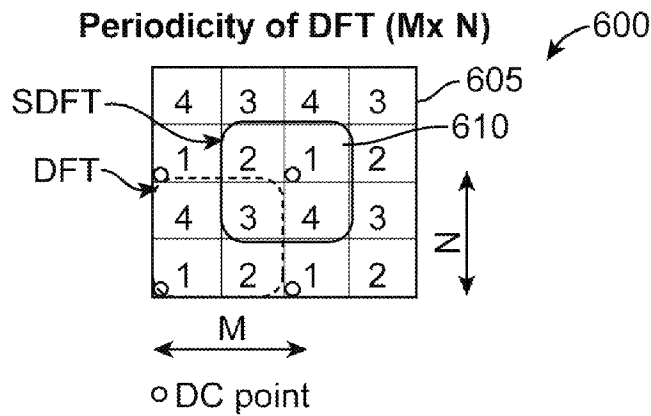 Periodicity of DFT (Mx N)
600
4 3 4 3
605
SDFT
610
1 2 1 2
DFT
4 3 4 3
N
1 2 1 2
M
DC point